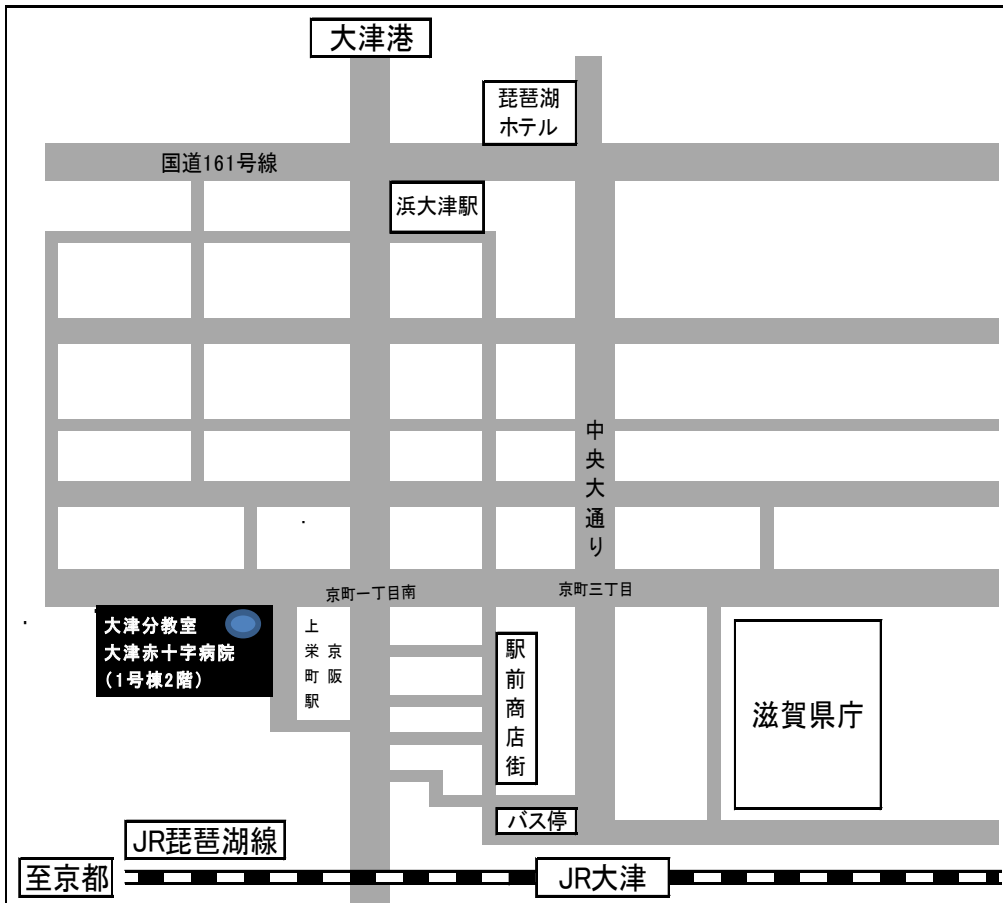 大津港
琵琶湖
ホテル
国道161号線
浜大津駅
中央大通り
京町一丁目南
京町三丁目
大津分教室
大津赤十字病院
(1号棟2階)
京阪
上栄町駅
駅前商店街
滋賀県庁
バス停
JR琵琶湖線
至京都
JR大津